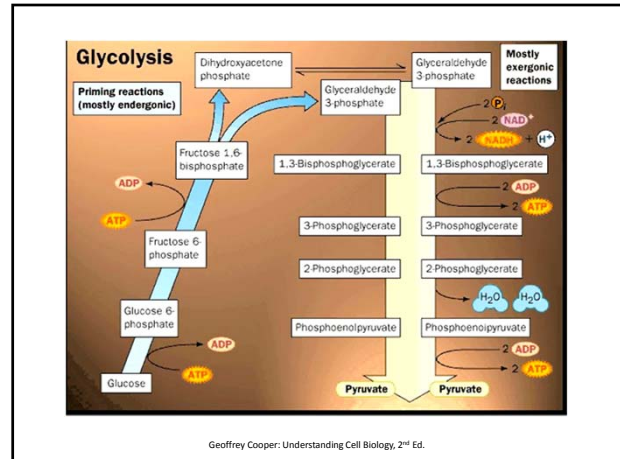 Glycolysis
Priming reactions
(mostly endergonic)
Dihydroxyacetone
phosphate
Glyceraldehyde
3-phosphate
Mostly
exergonic
reactions
Glyceraldehyde
3-phosphate
2 Pi
2 NAD+
2 NADH + H+
Fructose 1,6-
bisphosphate
1,3-Bisphosphoglycerate
1,3-Bisphosphoglycerate
ADP
ATP
2 ADP
2 ATP
Fructose 6-
phosphate
3-Phosphoglycerate
3-Phosphoglycerate
2-Phosphoglycerate
2-Phosphoglycerate
H2O H2O
Glucose 6-
phosphate
Phosphoenolpyruvate
Phosphoenolpyruvate
ADP
ATP
2 ADP
2 ATP
Glucose
Pyruvate
Pyruvate
Geoffrey Cooper: Understanding Cell Biology, 2nd Ed.